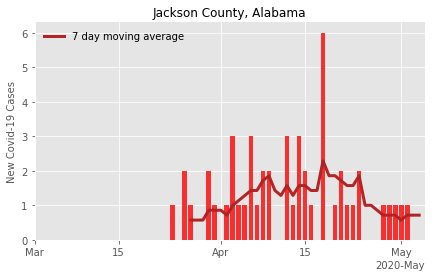 Jackson County, Alabama
7 day moving average
New Covid-19 Cases
6
5
4
3
2
1
0
Mar 15 Apr 15 May
2020-May